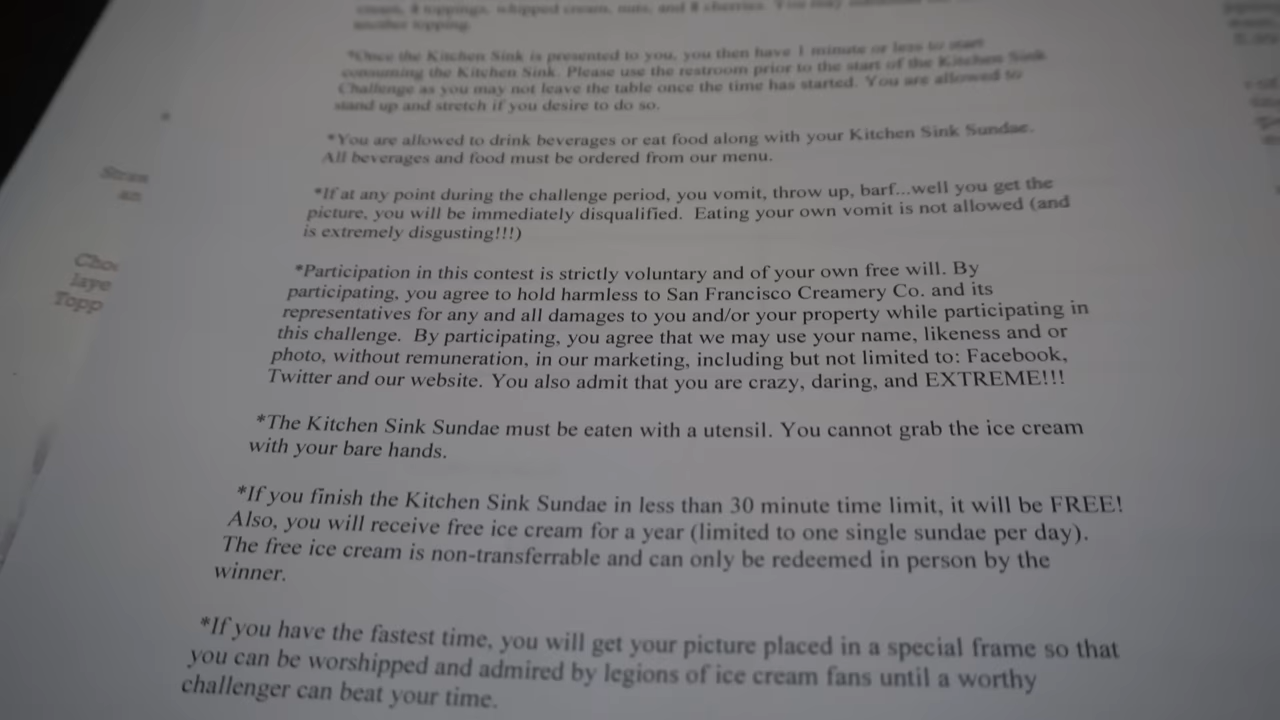 cream, 8 toppings, whipped cream, nuts, and 8 cherries. You may
another topping.
*Once the Kitchen Sink is presented to you, you then have 1 minute or less to start
consuming the Kitchen Sink. Please use the restroom prior to the start of the Kitchen Sink
Challenge as you may not leave the table once the time has started. You are allowed to
stand up and stretch if you desire to do so.
*You are allowed to drink beverages or eat food along with your Kitchen Sink Sundae.
All beverages and food must be ordered from our menu.
*If at any point during the challenge period, you vomit, throw up, barf...well you get the
picture, you will be immediately disqualified. Eating your own vomit is not allowed (and
is extremely disgusting!!!)
*Participation in this contest is strictly voluntary and of your own free will. By
participating, you agree to hold harmless to San Francisco Creamery Co. and its
representatives for any and all damages to you and/or your property while participating in
this challenge. By participating, you agree that we may use your name, likeness and or
photo, without remuneration, in our marketing, including but not limited to: Facebook,
Twitter and our website. You also admit that you are crazy, daring, and EXTREME!!!
*The Kitchen Sink Sundae must be eaten with a utensil. You cannot grab the ice cream
with your bare hands.
*If you finish the Kitchen Sink Sundae in less than 30 minute time limit, it will be FREE!
Also, you will receive free ice cream for a year (limited to one single sundae per day).
The free ice cream is non-transferrable and can only be redeemed in person by the
winner.
*If you have the fastest time, you will get your picture placed in a special frame so that
you can be worshipped and admired by legions of ice cream fans until a worthy
challenger can beat your time.